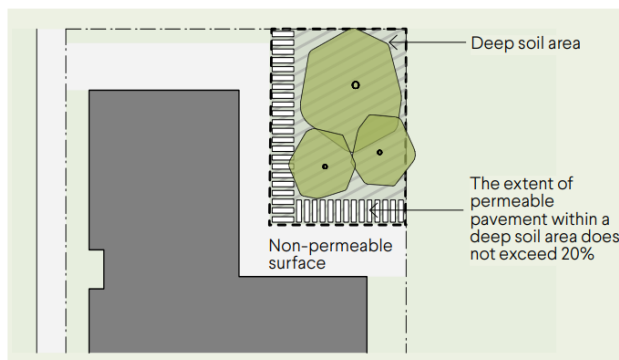 Deep soil area
The extent of
permeable
pavement within a
deep soil area does
not exceed 20%
Non-permeable
surface